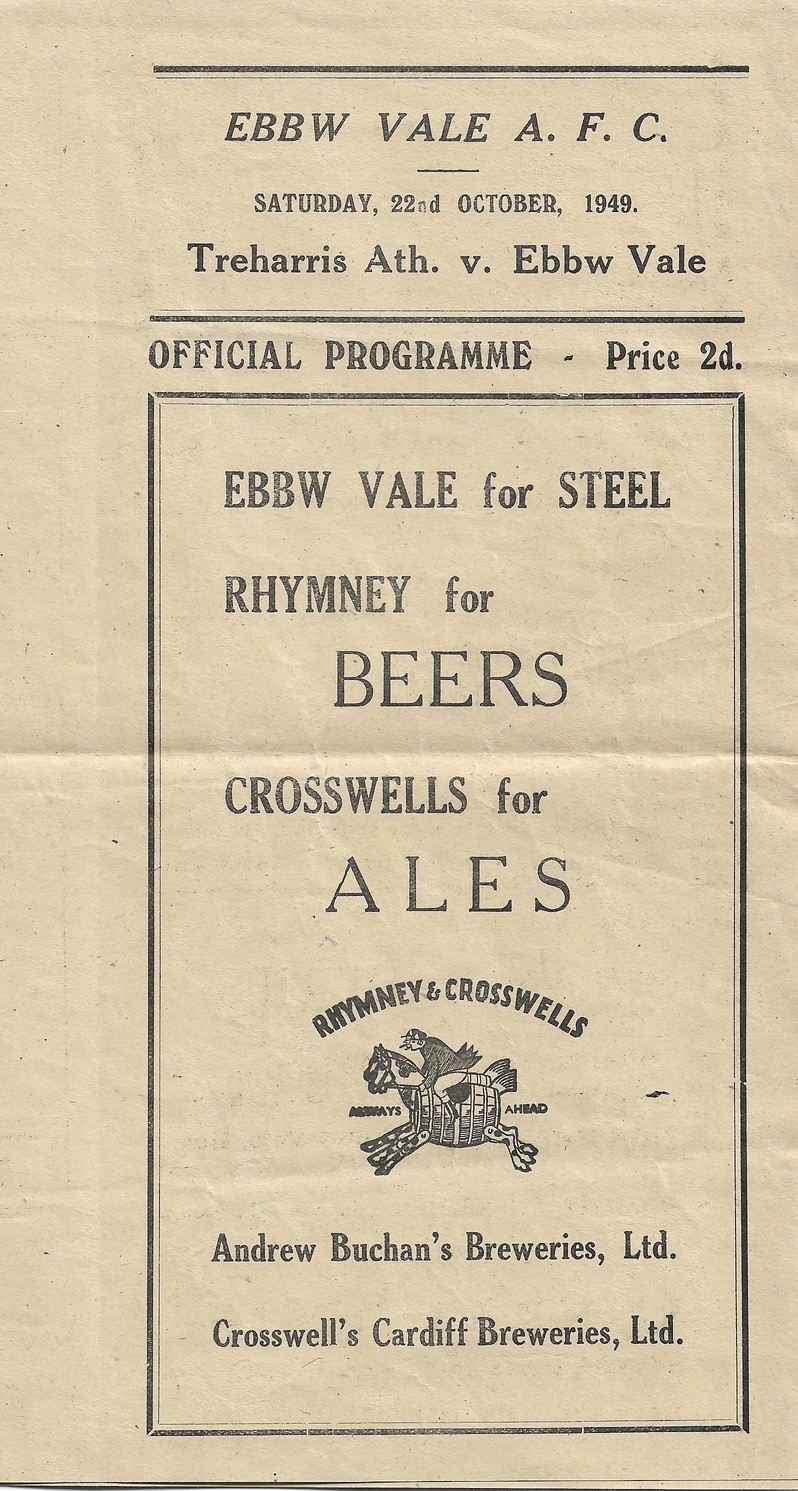 EBBW VALE A. F. C.
SATURDAY, 22nd OCTOBER, 1949.
Treharris Ath. v. Ebbw Vale
OFFICIAL PROGRAMME - Price 2d.
EBBW VALE for STEEL
RHYMNEY for
BEERS
CROSSWELLS for
ALES
RHYMNEY & CROSSWELLS
ALWAYS AHEAD
Andrew Buchan's Breweries, Ltd.
Crosswell's Cardiff Breweries, Ltd.